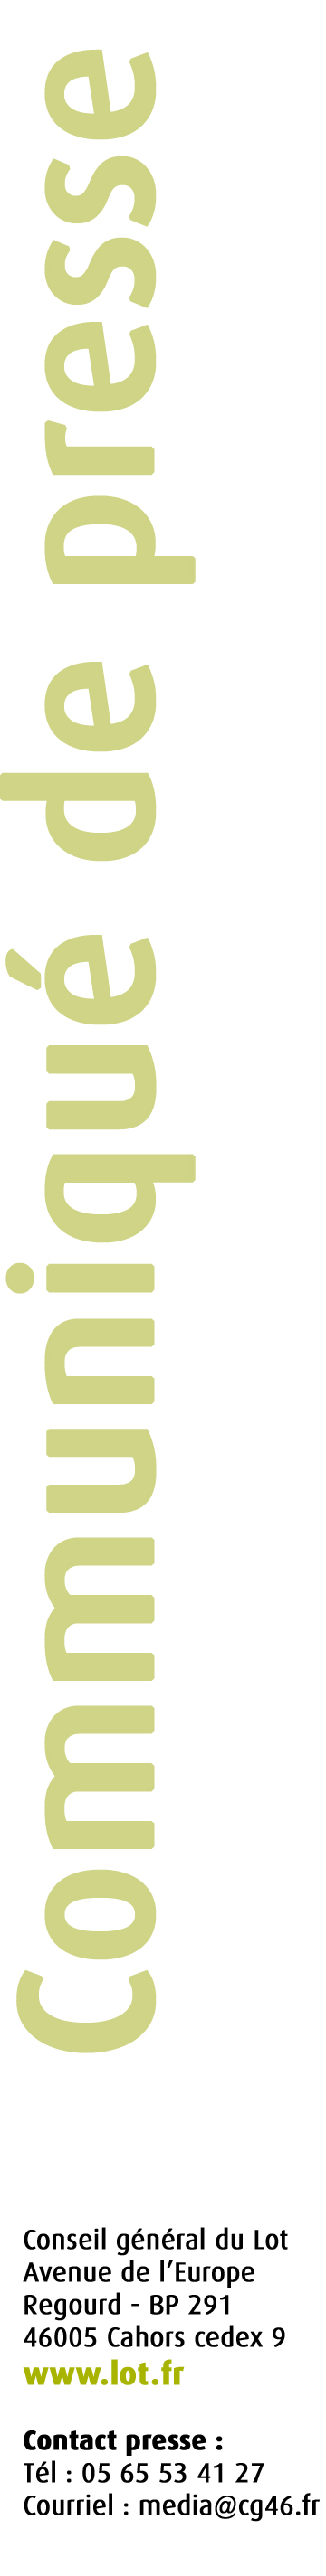 Communiqué de presse
Conseil général du Lot
Avenue de l’Europe
Regourd - BP 291
46005 Cahors cedex 9
www.lot.fr
Contact presse :
Tél : 05 65 53 41 27
Courriel : media@cg46.fr